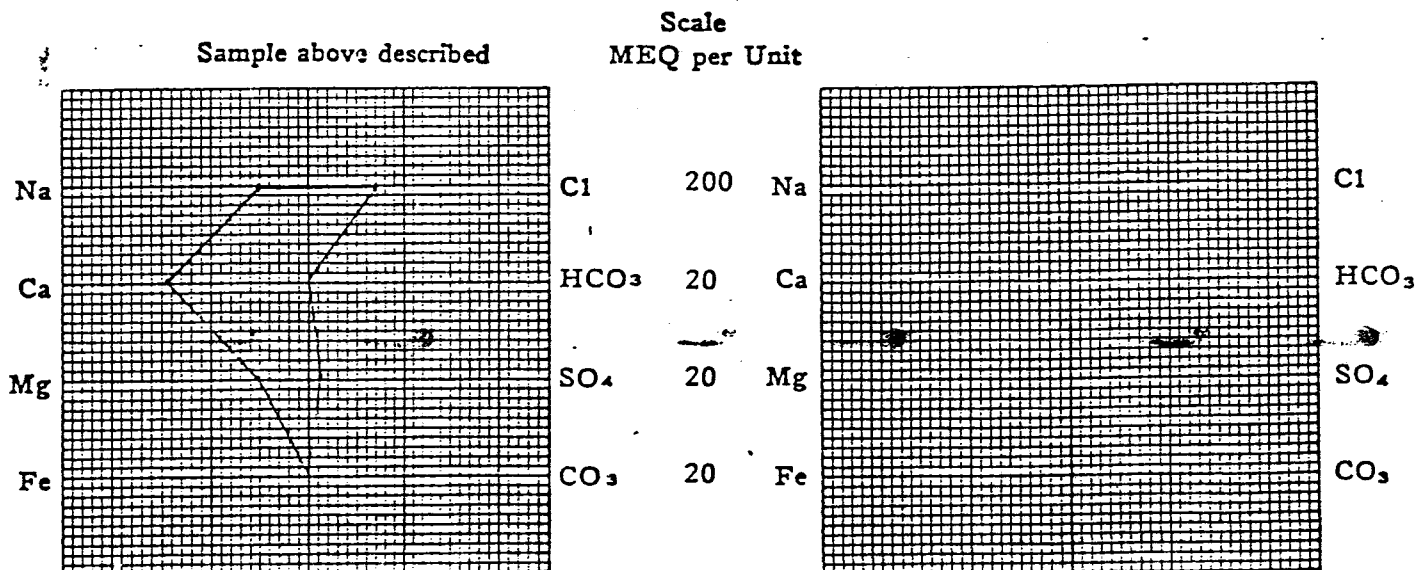 Scale
Sample above described MEQ per Unit
Na Cl 200 Na Cl
Ca HCO₃ 20 Ca HCO₃
Mg SO₄ 20 Mg SO₄
Fe CO₃ 20 Fe CO₃